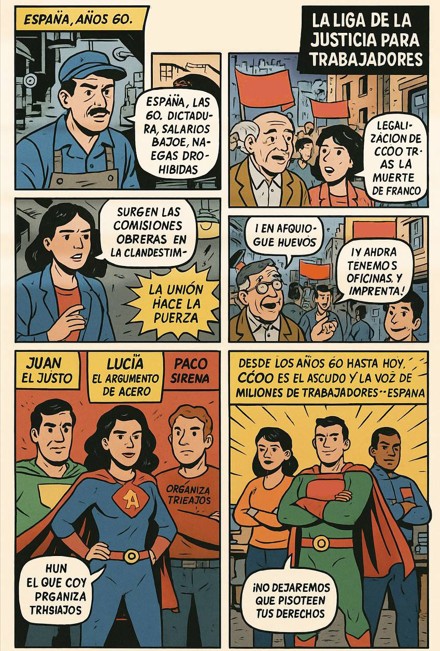 ESPAÑA, AÑOS 60.
LA LIGA DE LA
JUSTICIA PARA
TRABAJADORES
ESPAÑA, LAS
60, DICTADU-
RA, SALARIOS
BAJOE, NA-
EGAS DRO-
HIBIDAS
LEGALI-
ZACION DE
CCOO TR-
AS LA
MUERTE
DE FRANCO
SURGEN LAS
COMISIONES
OBRERAS EN
LA CLANDESTIM-
LA UNIÓN
HACE LA
PUERZA
I EN AFQUIO-
GUE HUEVÓS
¡Y AHORA
TENEMOS
OFICINAS. Y
IMPRENTA!
JUAN
EL JUSTO
LUCÍA
EL ARGUMENTO
DE ACERO
PACO
SIRENA
A
ORGANIZA
TRIEAJOS
HUN
EL QUE COY
PRGANIZA
TRHSIAJOS
DESDE LOS AÑOS 60 HASTA HOY,
CCOO ES EL ASCUDO Y LA VOZ DE
MILIONES DE TRABAJADORES--ESPANA
¡NO DEJAREMOS
QUE PISOTEEN
TUS DERECHOS